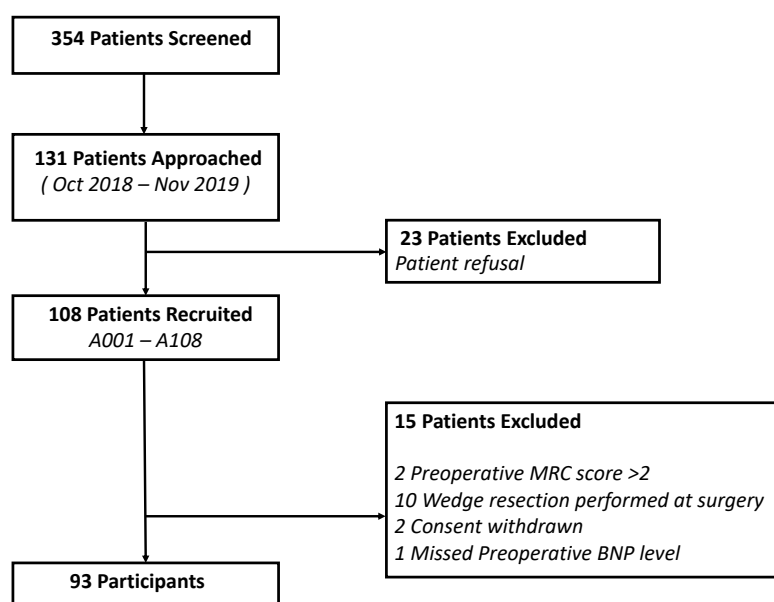 354 Patients Screened
131 Patients Approached
( Oct 2018 – Nov 2019 )
23 Patients Excluded
Patient refusal
108 Patients Recruited
A001 – A108
15 Patients Excluded
2 Preoperative MRC score >2
10 Wedge resection performed at surgery
2 Consent withdrawn
1 Missed Preoperative BNP level
93 Participants